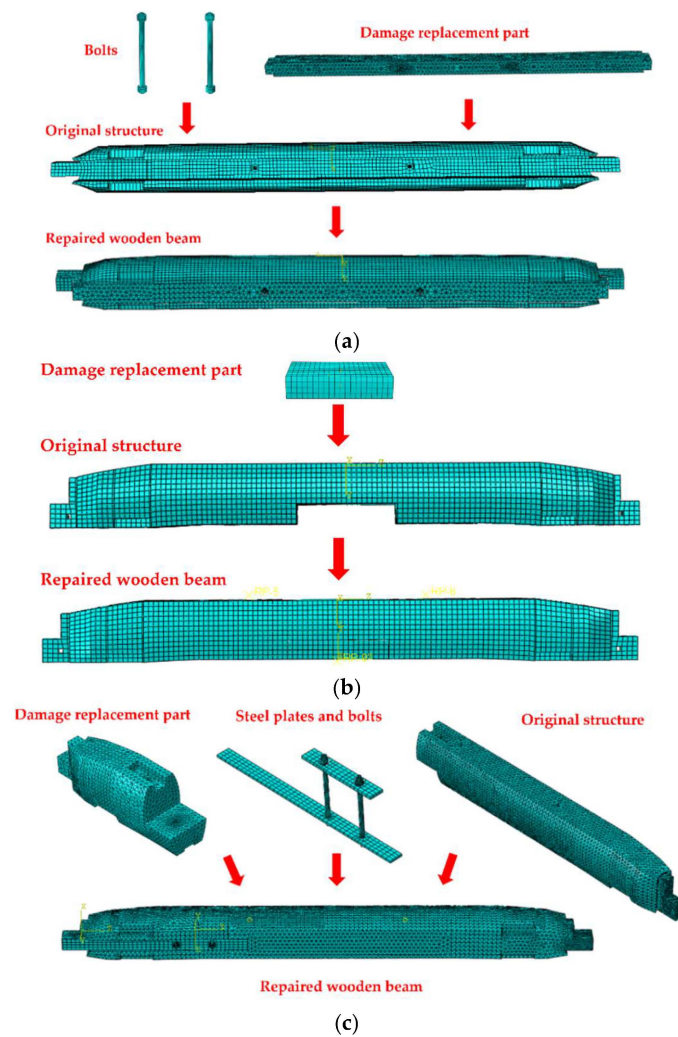 Damage replacement part
Bolts
Original structure
Repaired wooden beam
(a)
Damage replacement part
Original structure
Repaired wooden beam
(b)
Damage replacement part
Steel plates and bolts
Original structure
Repaired wooden beam
(c)